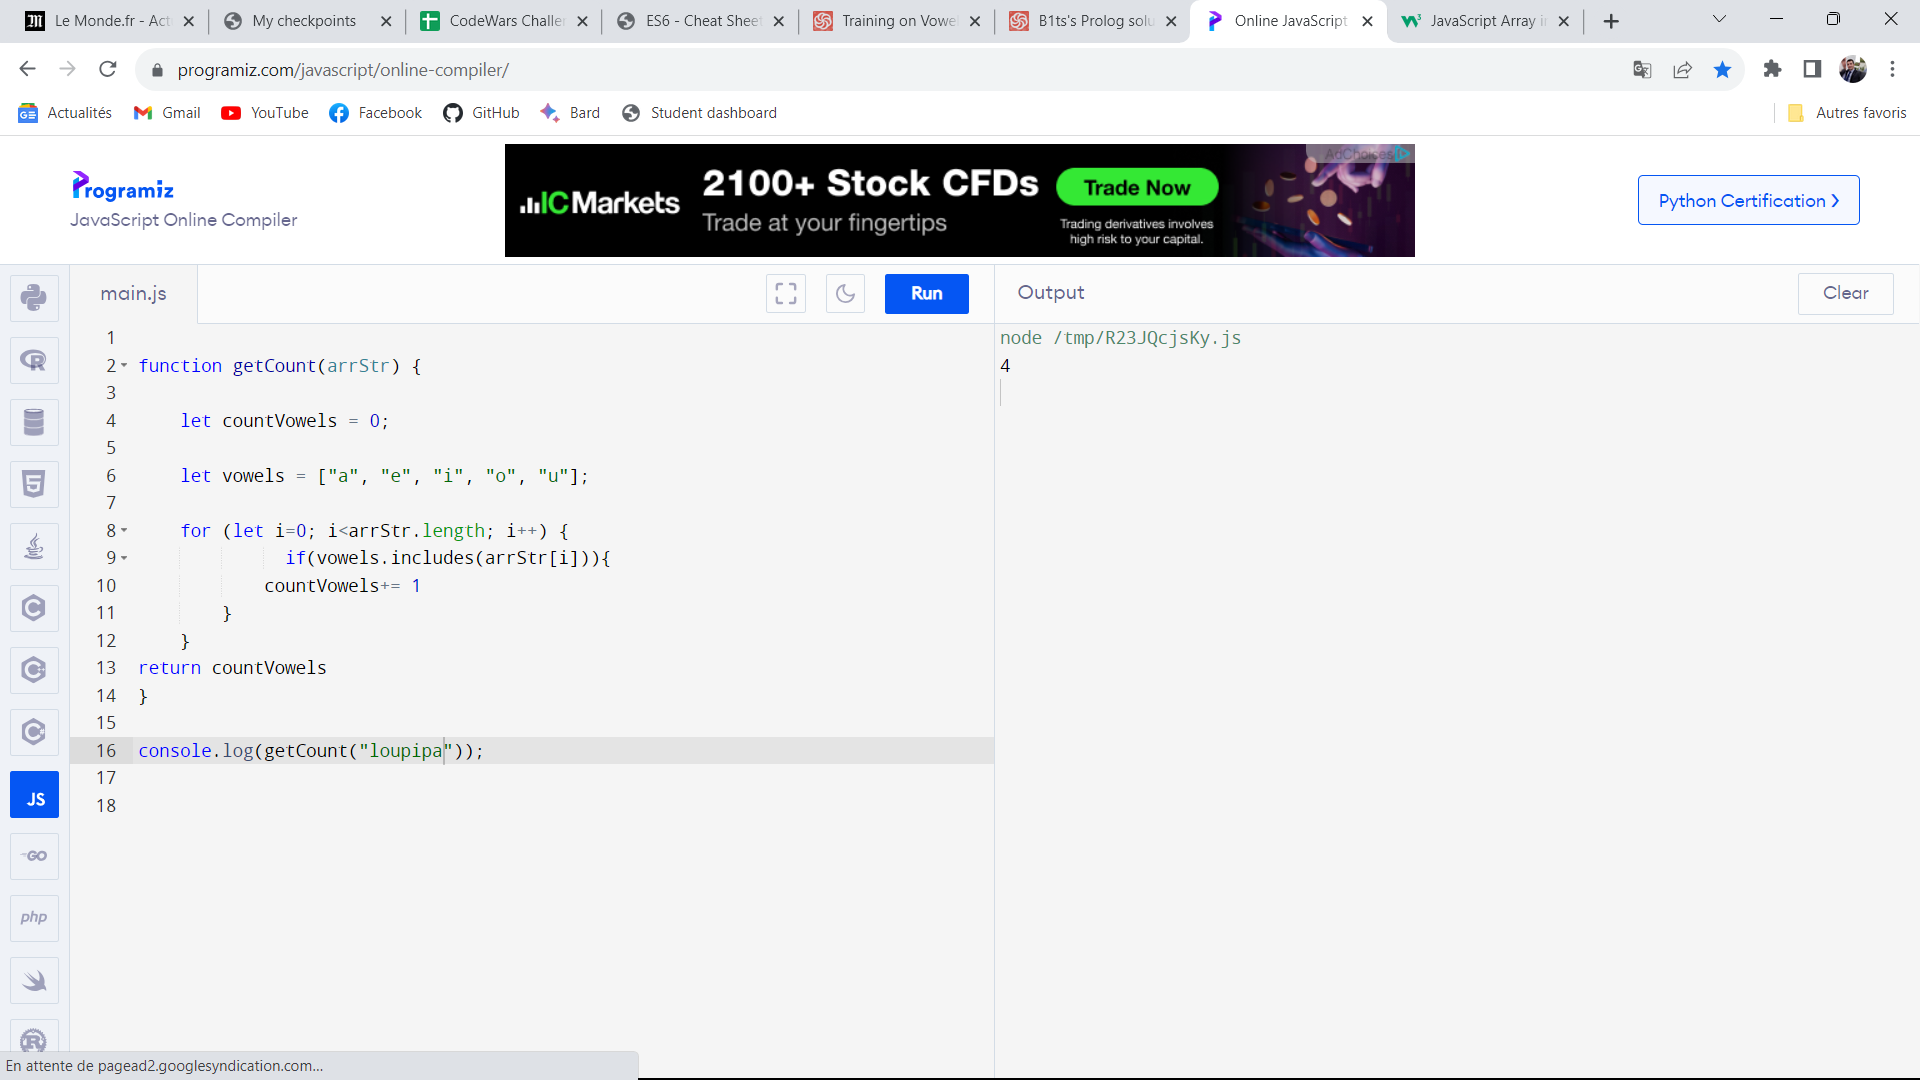 Le Monde.fr - Act
My checkpoints
CodeWars Challen
ES6 - Cheat Sheet
Training on Vowel
B1ts's Prolog solu
Online JavaScript
JavaScript Array in
programiz.com/javascript/online-compiler/
Actualités
Gmail
YouTube
Facebook
GitHub
Bard
Student dashboard
Autres favoris
Programiz
JavaScript Online Compiler
ICMarkets
2100+ Stock CFDs
Trade at your fingertips
Trade Now
Trading derivatives involves
high risk to your capital.
AdChoices
Python Certification
main.js
Run
Output
Clear
1
2 function getCount(arrStr) {
3
4 let countVowels = 0;
5
6 let vowels = ["a", "e", "i", "o", "u"];
7
8 for (let i=0; i<arrStr.length; i++) {
9 if(vowels.includes(arrStr[i])){
10 countVowels+= 1
11 }
12 }
13 return countVowels
14 }
15
16 console.log(getCount("loupipa"));
17
18
node /tmp/R23JQcjsKy.js
4
JS
GO
php
En attente de pagead2.googlesyndication.com...